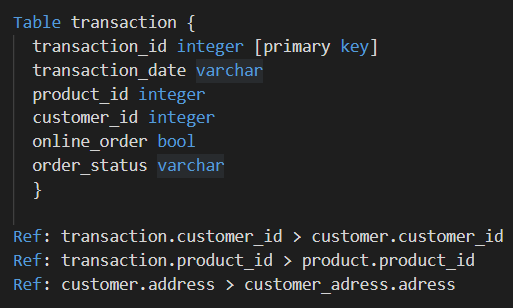 Table transaction {
transaction_id integer [primary key]
transaction_date varchar
product_id integer
customer_id integer
online_order bool
order_status varchar
}
Ref: transaction.customer_id > customer.customer_id
Ref: transaction.product_id > product.product_id
Ref: customer.address > customer_adress.adress